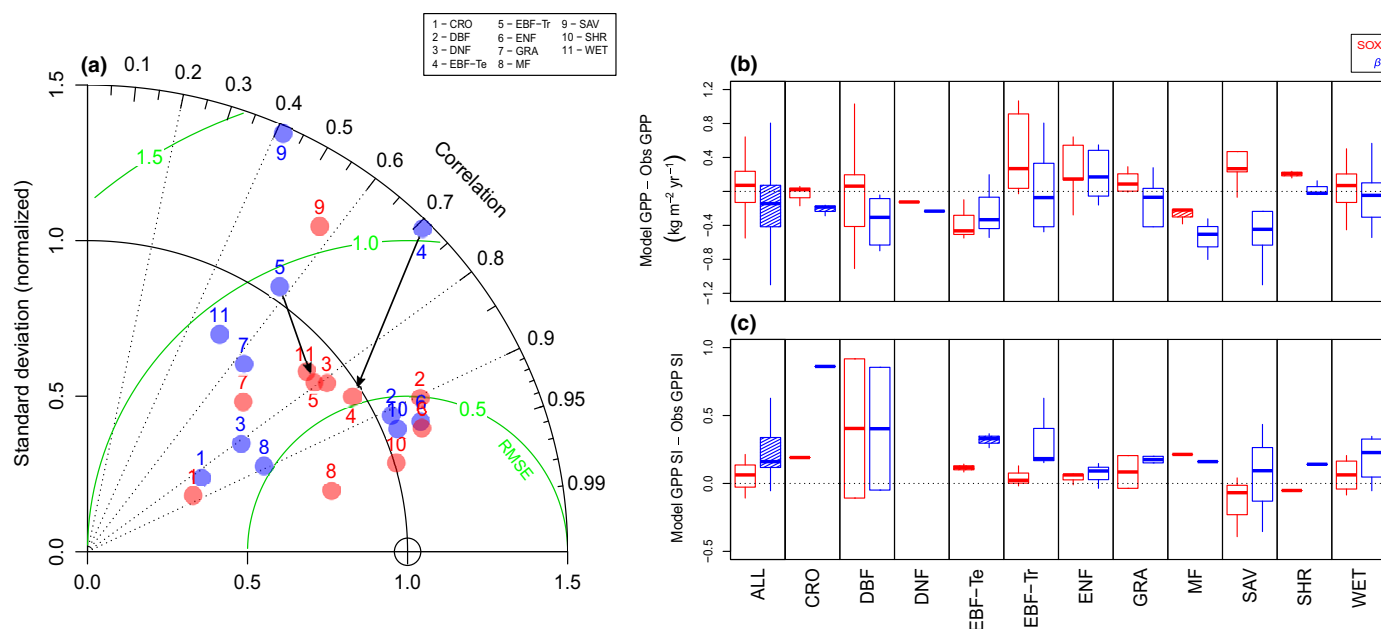 1 − CRO 5 − EBF−Tr 9 − SAV
2 − DBF 6 − ENF 10 − SHR
3 − DNF 7 − GRA 11 − WET
4 − EBF−Te 8 − MF
(a)
Standard deviation (normalized)
1.5
1.0
0.5
0.0
0.0 0.5 1.0 1.5
0.1 0.2 0.3 0.4 0.5 0.6 0.7 0.8 0.9 0.95 0.99
Correlation
1.5
1.0
0.5
RMSE
9
9
4
5
11
7
7
11
3
5
4
2
2
10
6
6
3
8
10
8
1
1
(b)
SOX
β
Model GPP − Obs GPP
(kg m−2 yr−1)
1.2
0.8
0.4
0.0
−0.4
−0.8
−1.2
(c)
Model GPP SI − Obs GPP SI
1.0
0.5
0.0
−0.5
ALL CRO DBF DNF EBF−Te EBF−Tr ENF GRA MF SAV SHR WET